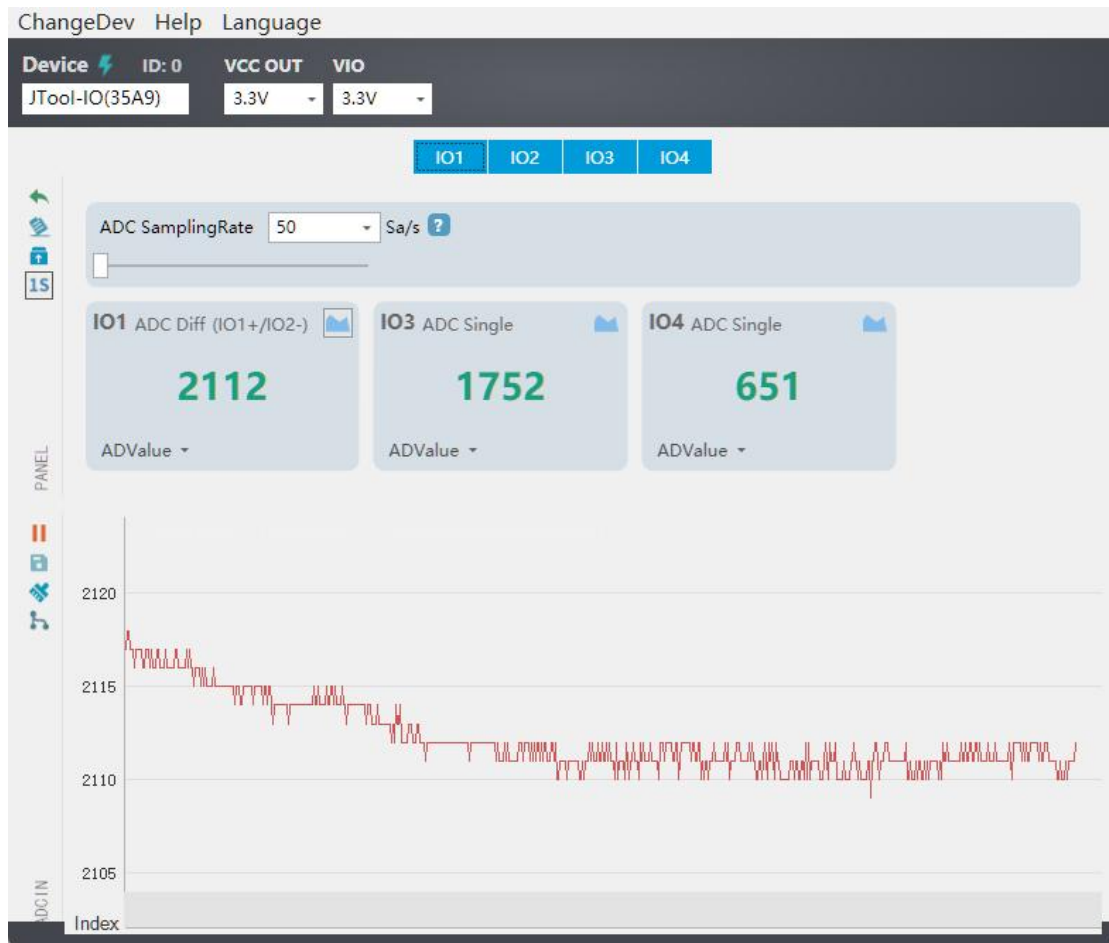 ChangeDev Help Language
Device ID: 0 VCC OUT VIO
JTool-IO(35A9) 3.3V 3.3V
IO1 IO2 IO3 IO4
ADC SamplingRate 50 Sa/s ?
1S
IO1 ADC Diff (IO1+/IO2-) IO3 ADC Single IO4 ADC Single
2112 1752 651
ADValue ADValue ADValue
PANEL
2120
2115
2110
2105
ADCIN
Index